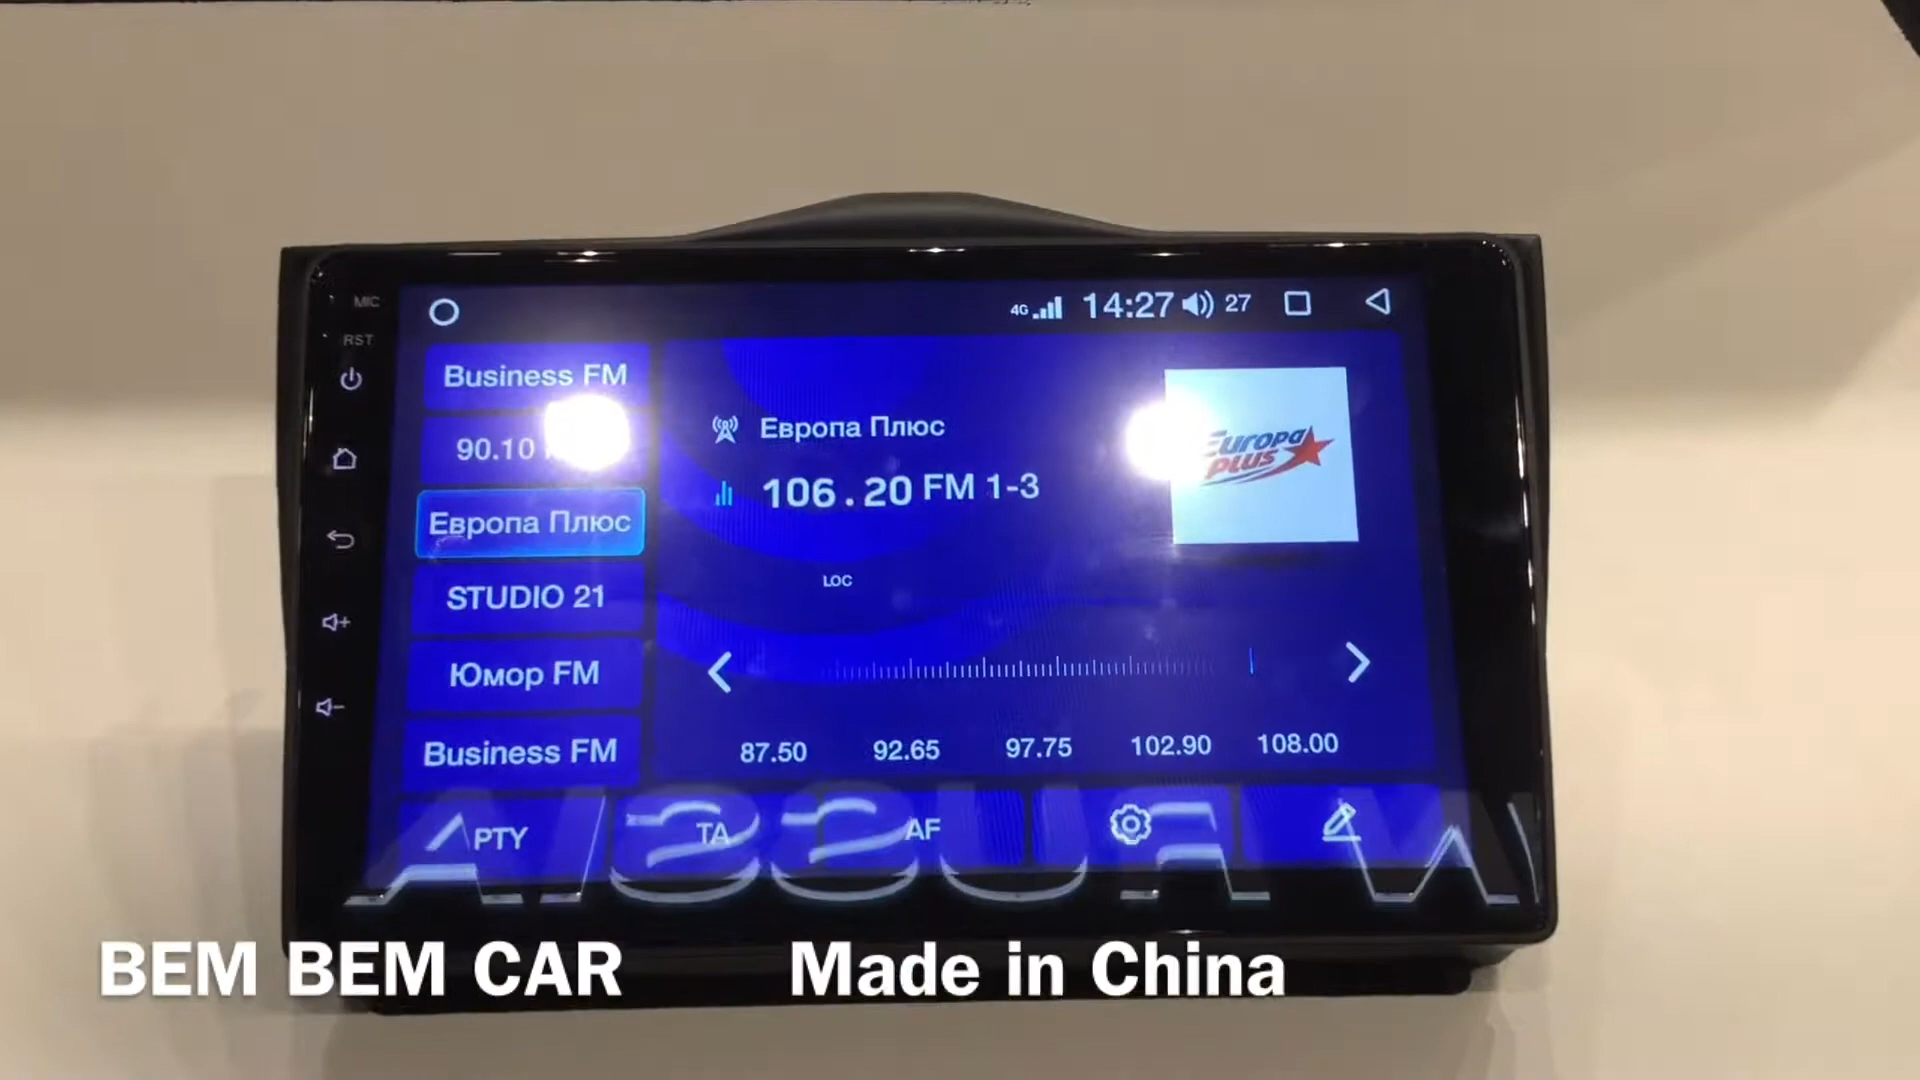 MIC
RST
4G 14:27 27
Business FM
90.10
Европа Плюс
STUDIO 21
Юмор FM
Business FM
Европа Плюс
106.20 FM 1-3
Europa
PLUS
LOC
87.50 92.65 97.75 102.90 108.00
PTY TA AF
BEM BEM CAR Made in China